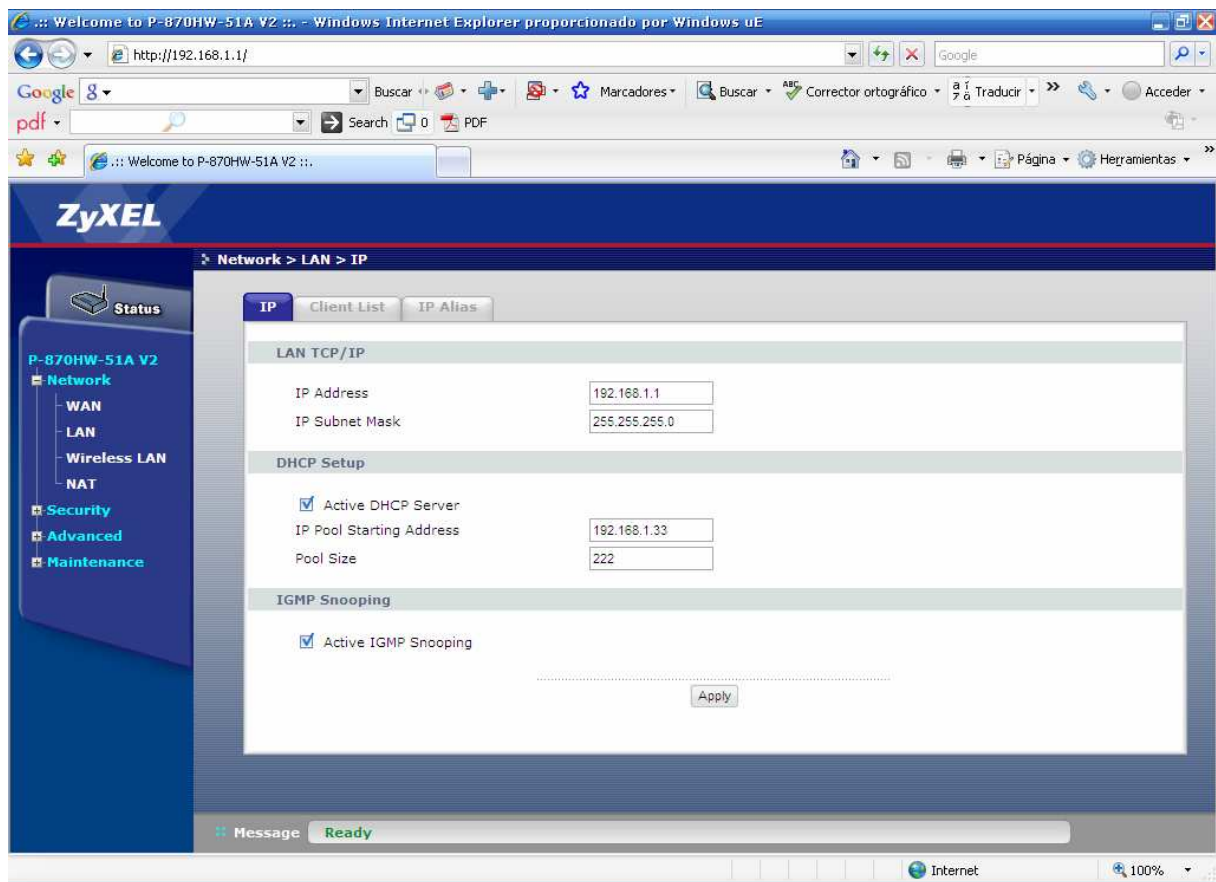 .:: Welcome to P-870HW-51A V2 ::. - Windows Internet Explorer proporcionado por Windows uE
http://192.168.1.1/
Google
Google
Buscar
Marcadores
Buscar
ABC
Corrector ortográfico
Traducir
»
Acceder
pdf
Search
0
PDF
.:: Welcome to P-870HW-51A V2 ::.
Página
Herramientas
»
ZyXEL
Network > LAN > IP
Status
IP
Client List
IP Alias
P-870HW-51A V2
Network
WAN
LAN
Wireless LAN
NAT
Security
Advanced
Maintenance
LAN TCP/IP
IP Address 192.168.1.1
IP Subnet Mask 255.255.255.0
DHCP Setup
Active DHCP Server
IP Pool Starting Address 192.168.1.33
Pool Size 222
IGMP Snooping
Active IGMP Snooping
Apply
Message Ready
Internet
100%